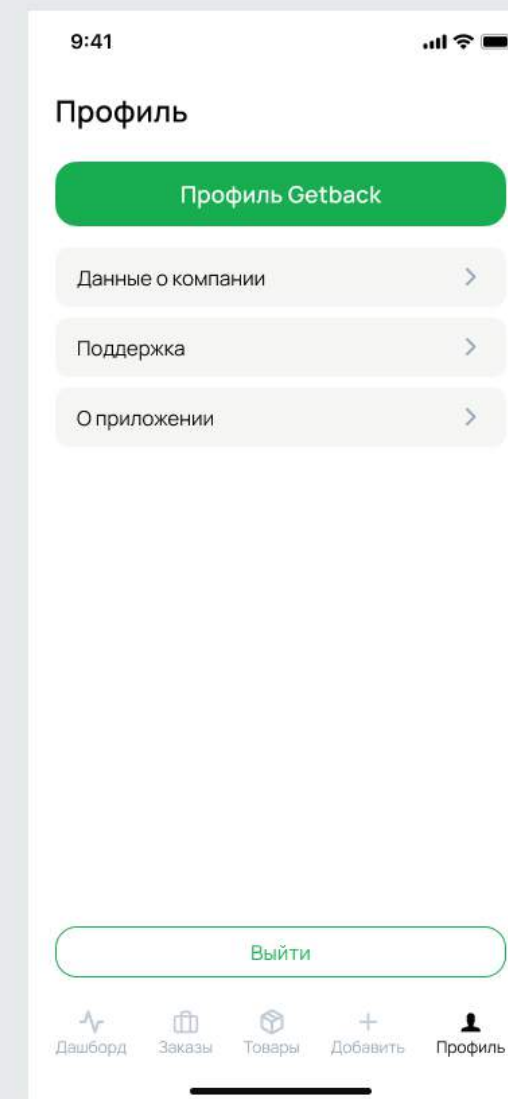 9:41
Профиль
Профиль Getback
Данные о компании
Поддержка
О приложении
Выйти
Дашборд Заказы Товары Добавить Профиль